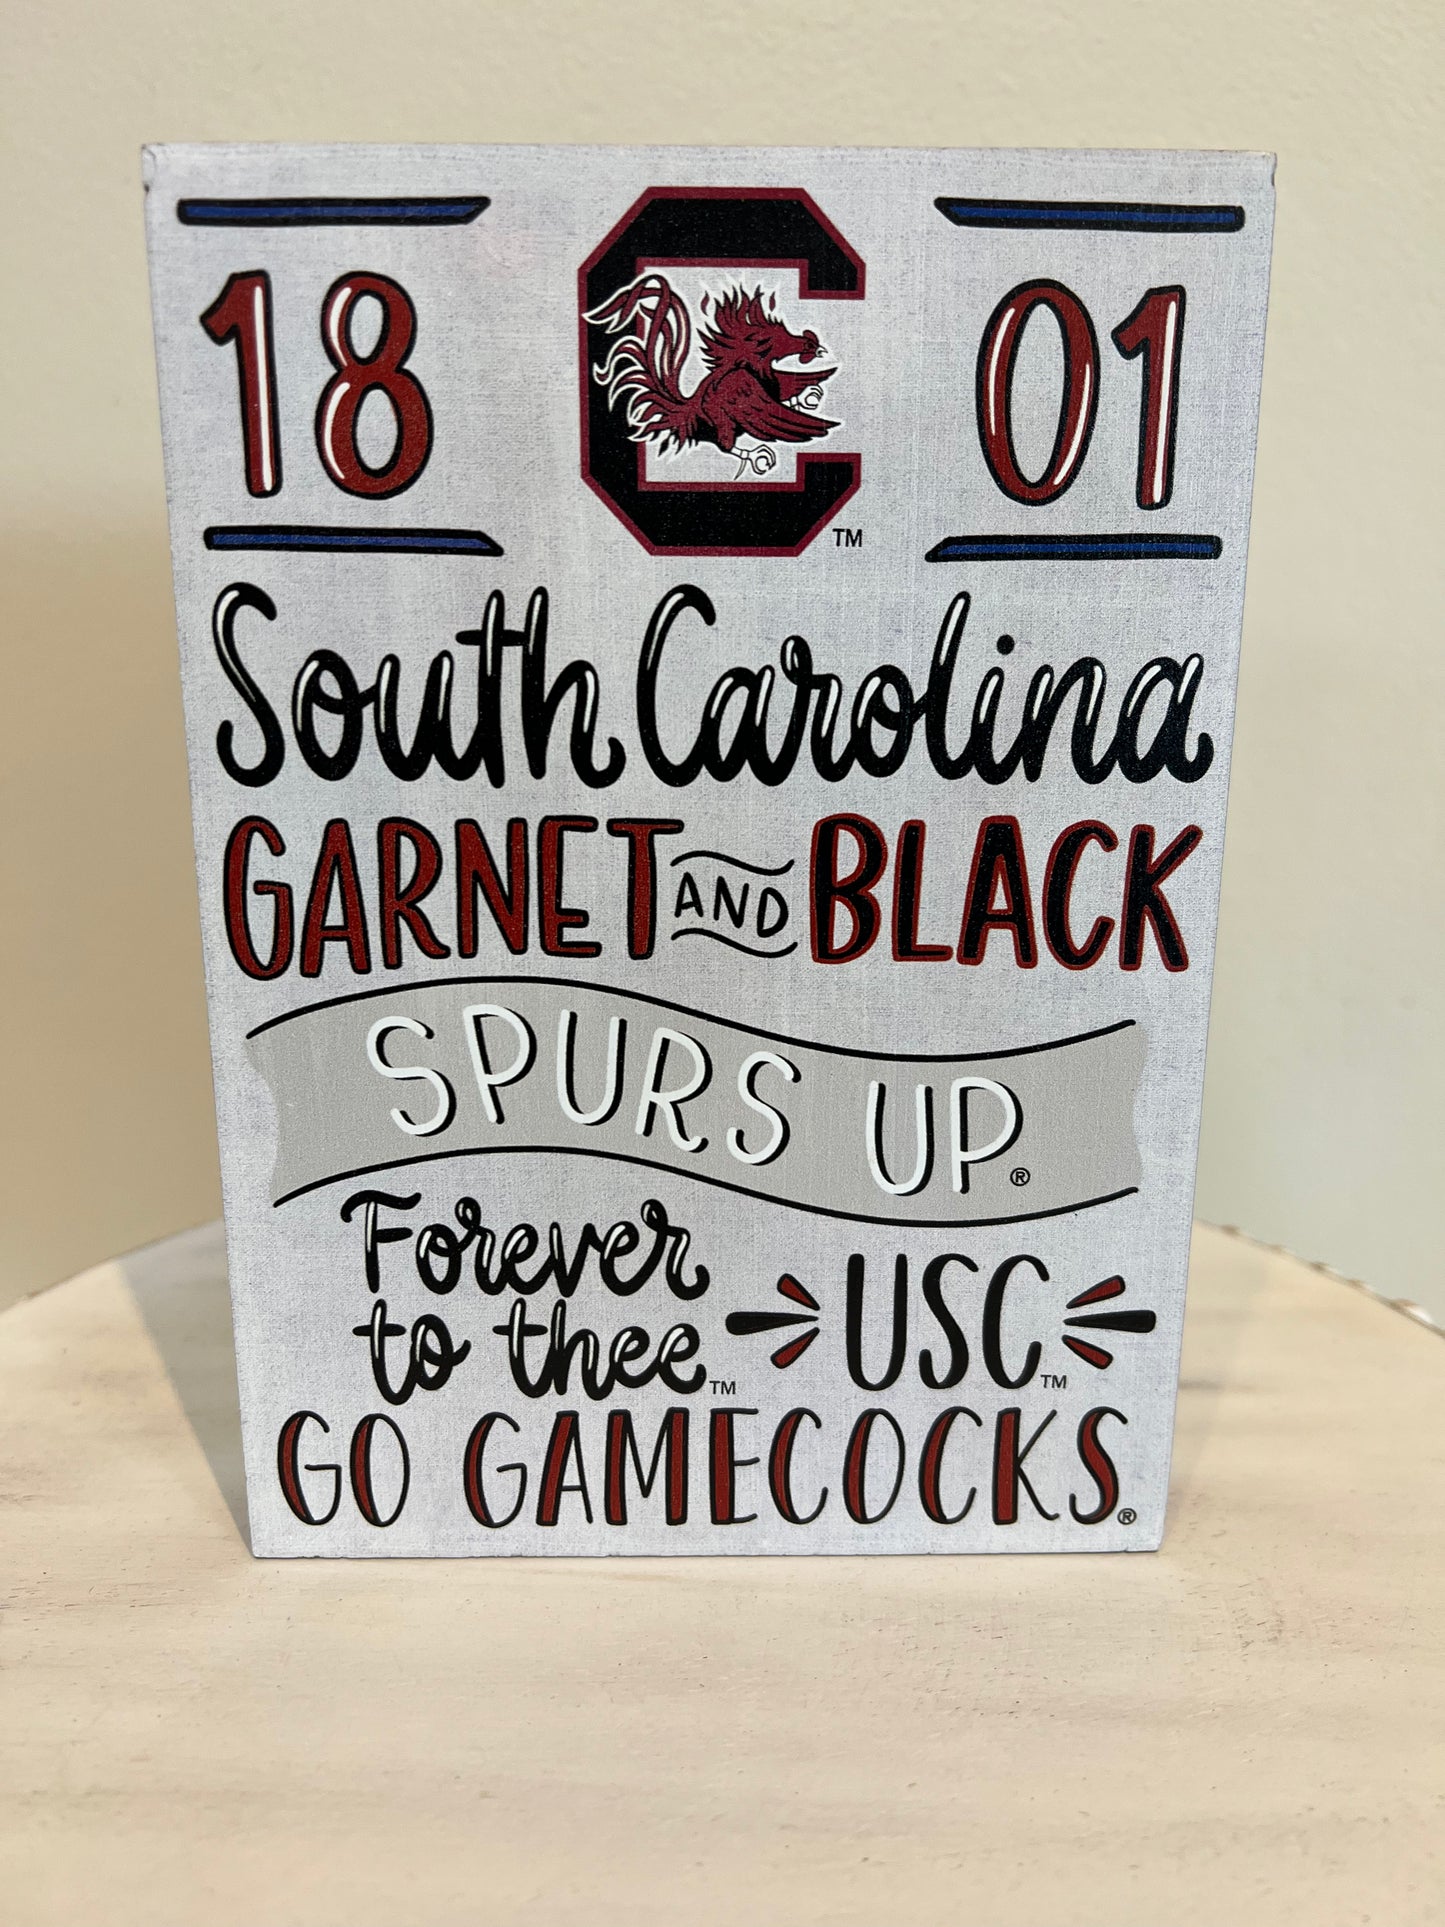 18 C 01
TM
South Carolina
GARNET AND BLACK
SPURS UP®
Forever
to thee™ USC™
GO GAMECOCKS®